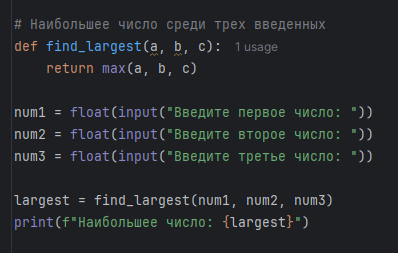 # Наибольшее число среди трех введенных
def find_largest(a, b, c):  1 usage
    return max(a, b, c)

num1 = float(input("Введите первое число: "))
num2 = float(input("Введите второе число: "))
num3 = float(input("Введите третье число: "))

largest = find_largest(num1, num2, num3)
print(f"Наибольшее число: {largest}")